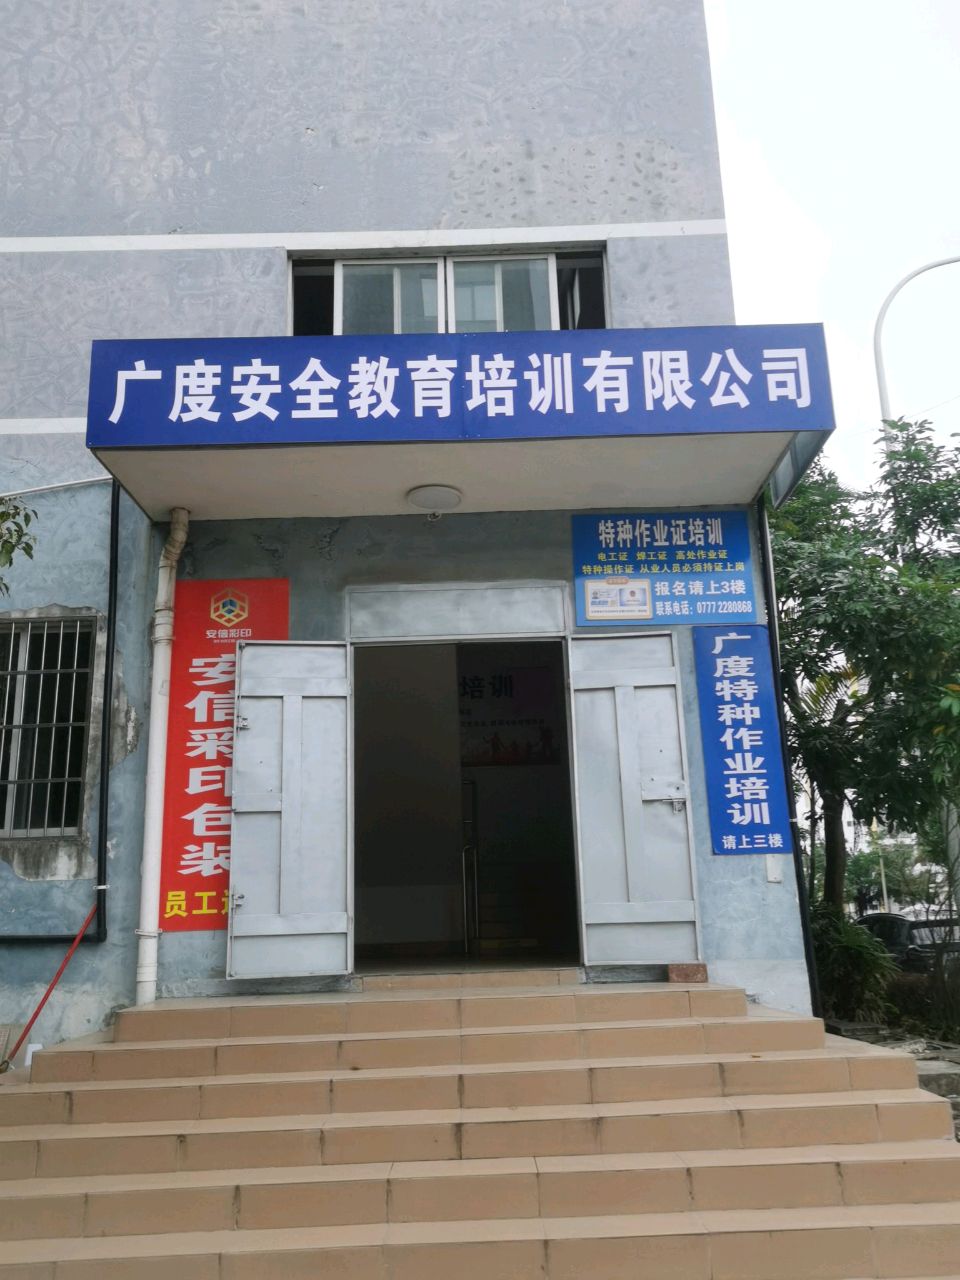 广度安全教育培训有限公司
特种作业证培训
电工证 焊工证 高处作业证
特种操作证 从业人员必须持证上岗
报名请上3楼
联系电话：0777 2280868
安信彩印
安信彩印包装
员工
广度特种作业培训
请上三楼
培训